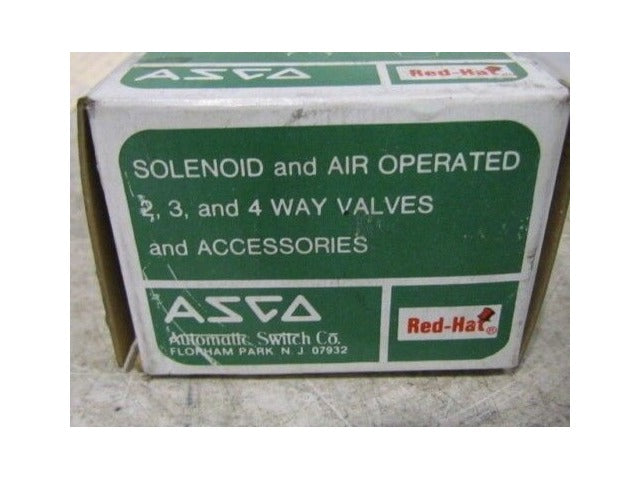 ASCO
Red-Hat®
SOLENOID and AIR OPERATED
2, 3, and 4 WAY VALVES
and ACCESSORIES
ASCO
Automatic Switch Co.
FLORHAM PARK N J 07932
Red-Hat®